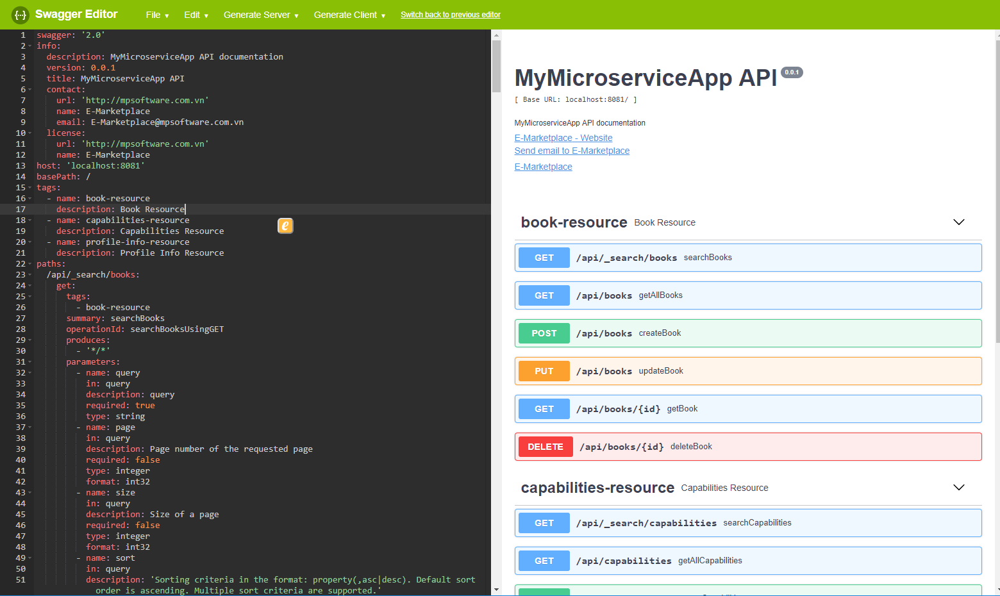 {···} Swagger Editor File ▾ Edit ▾ Generate Server ▾ Generate Client ▾ Switch back to previous editor
1 swagger: '2.0'
2 info:
3 description: MyMicroserviceApp API documentation
4 version: 0.0.1
5 title: MyMicroserviceApp API
6 contact:
7 url: 'http://mpsoftware.com.vn'
8 name: E-Marketplace
9 email: E-Marketplace@mpsoftware.com.vn
10 license:
11 url: 'http://mpsoftware.com.vn'
12 name: E-Marketplace
13 host: 'localhost:8081'
14 basePath: /
15 tags:
16 - name: book-resource
17 description: Book Resource
18 - name: capabilities-resource
19 description: Capabilities Resource
e
20 - name: profile-info-resource
21 description: Profile Info Resource
22 paths:
23 /api/_search/books:
24 get:
25 tags:
26 - book-resource
27 summary: searchBooks
28 operationId: searchBooksUsingGET
29 produces:
30 - '*/*'
31 parameters:
32 - name: query
33 in: query
34 description: query
35 required: true
36 type: string
37 - name: page
38 in: query
39 description: Page number of the requested page
40 required: false
41 type: integer
42 format: int32
43 - name: size
44 in: query
45 description: Size of a page
46 required: false
47 type: integer
48 format: int32
49 - name: sort
50 in: query
51 description: 'Sorting criteria in the format: property(,asc|desc). Default sort
order is ascending. Multiple sort criteria are supported.'
MyMicroserviceApp API 0.0.1
[ Base URL: localhost:8081/ ]
MyMicroserviceApp API documentation
E-Marketplace - Website
Send email to E-Marketplace
E-Marketplace
book-resource Book Resource
GET /api/_search/books searchBooks
GET /api/books getAllBooks
POST /api/books createBook
PUT /api/books updateBook
GET /api/books/{id} getBook
DELETE /api/books/{id} deleteBook
capabilities-resource Capabilities Resource
GET /api/_search/capabilities searchCapabilities
GET /api/capabilities getAllCapabilities